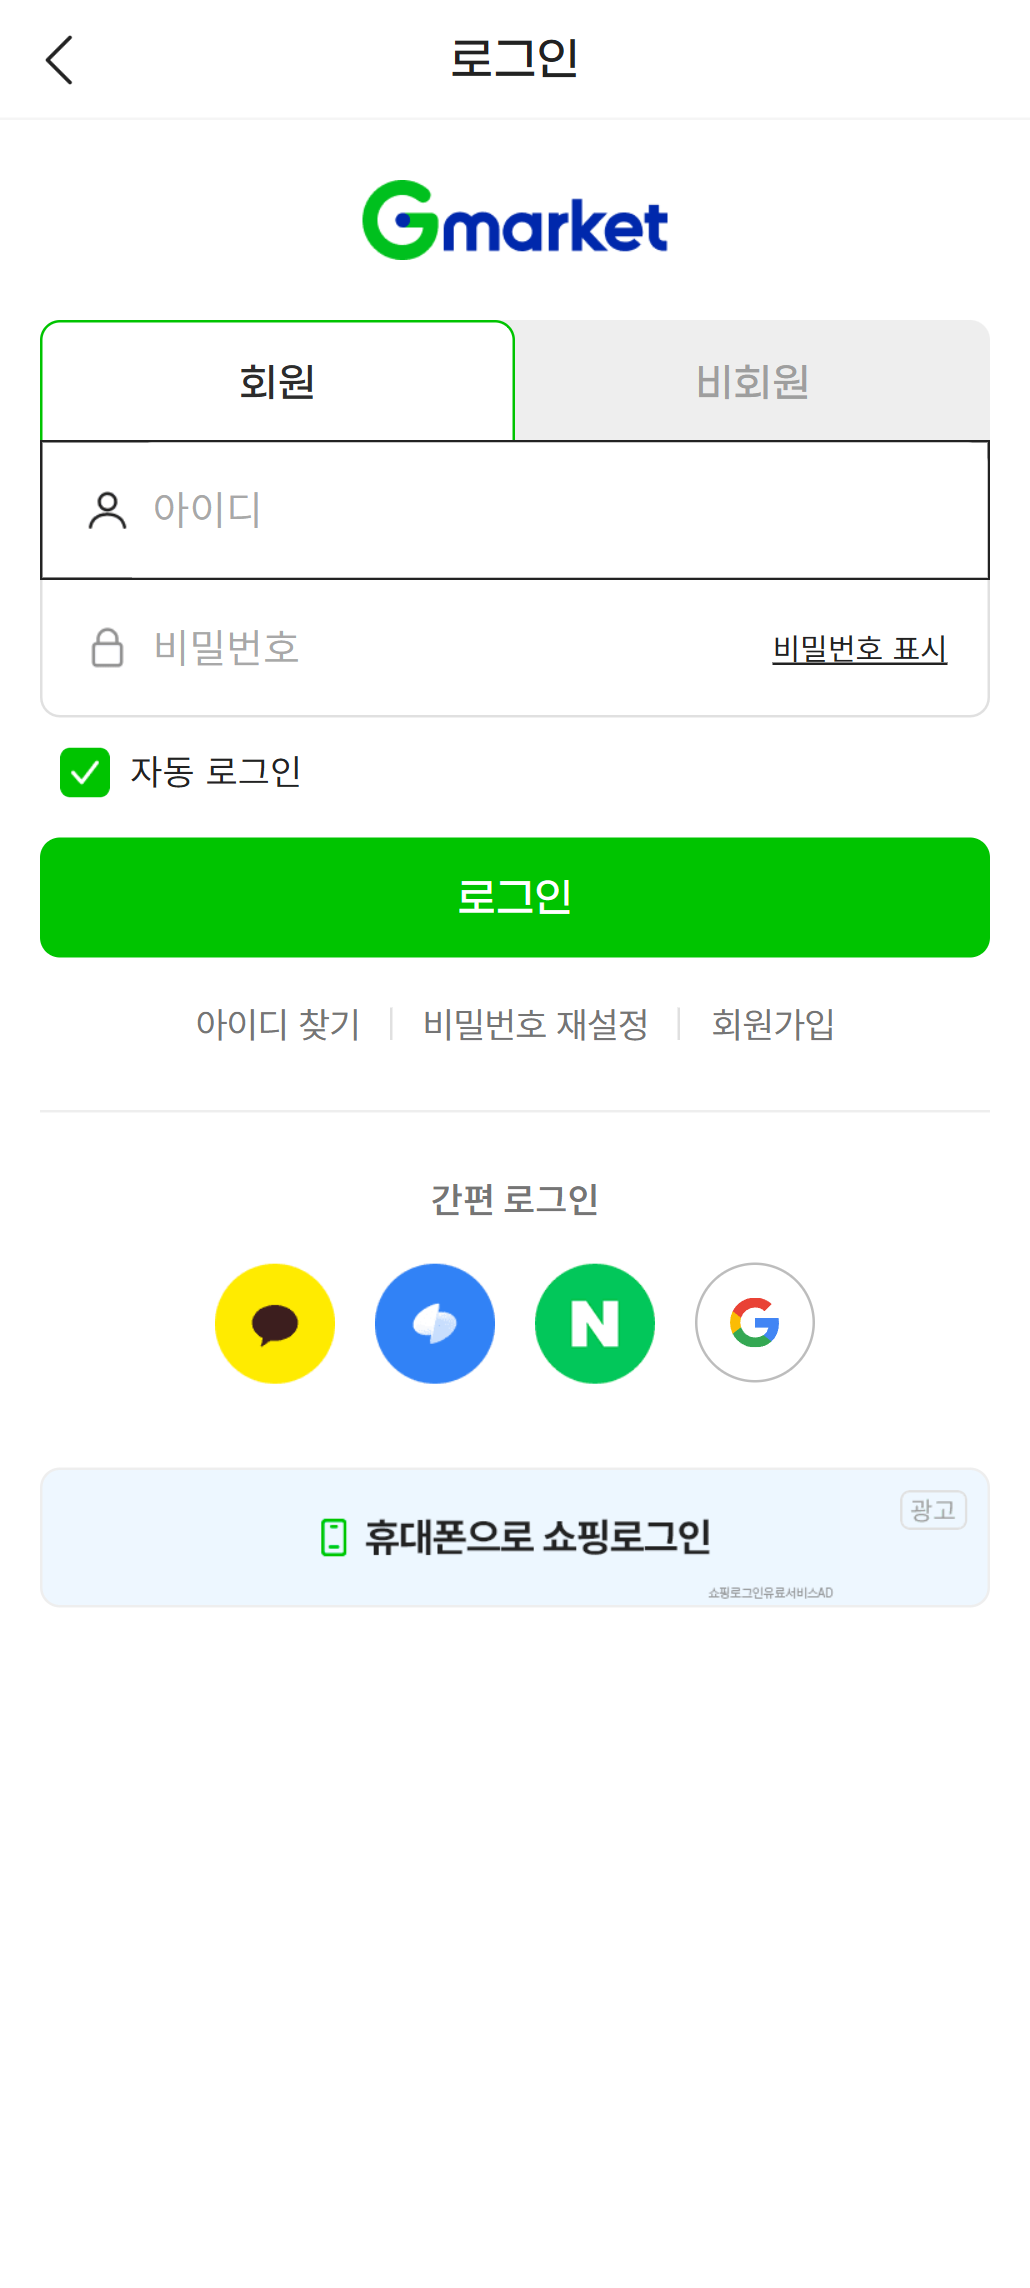 로그인
Gmarket
회원
비회원
아이디
비밀번호
비밀번호 표시
자동 로그인
로그인
아이디 찾기
비밀번호 재설정
회원가입
간편 로그인
N
G
광고
휴대폰으로 쇼핑로그인
쇼핑로그인유료서비스AD